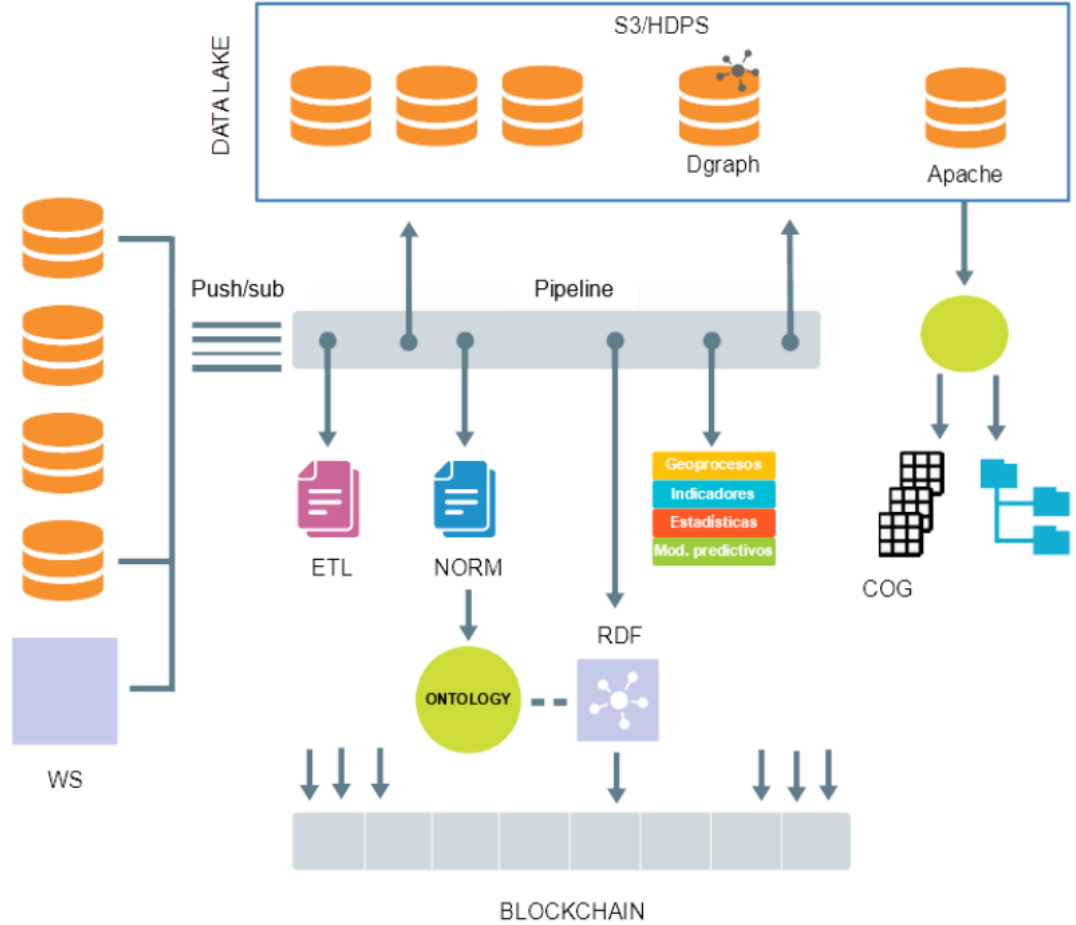 S3/HDPS
DATA LAKE
Dgraph
Apache
Push/sub
Pipeline
Geoprocesos
Indicadores
Estadísticas
Mod. predictivos
ETL
NORM
COG
RDF
ONTOLOGY
WS
BLOCKCHAIN